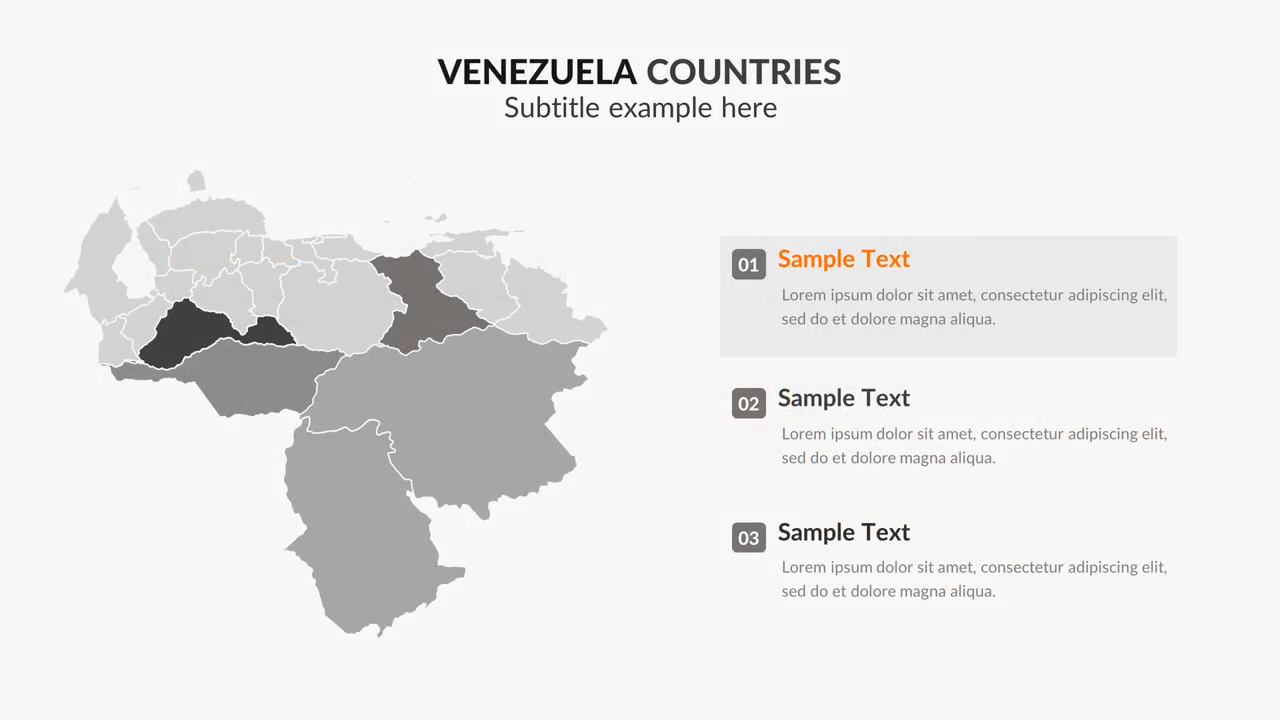 VENEZUELA COUNTRIES
Subtitle example here
01 Sample Text
Lorem ipsum dolor sit amet, consectetur adipiscing elit,
sed do et dolore magna aliqua.
02 Sample Text
Lorem ipsum dolor sit amet, consectetur adipiscing elit,
sed do et dolore magna aliqua.
03 Sample Text
Lorem ipsum dolor sit amet, consectetur adipiscing elit,
sed do et dolore magna aliqua.